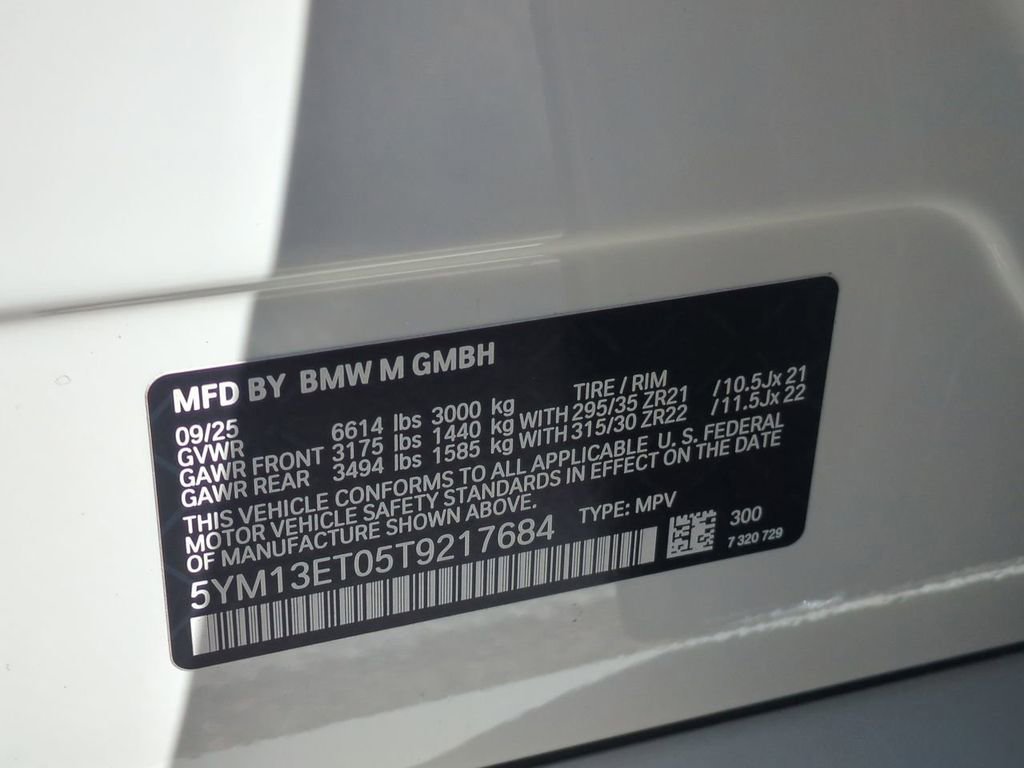 MFD BY BMW M GMBH
09/25 TIRE / RIM
GVWR 6614 lbs 3000 kg
GAWR FRONT 3175 lbs 1440 kg WITH 295/35 ZR21 /10.5Jx 21
GAWR REAR 3494 lbs 1585 kg WITH 315/30 ZR22 /11.5Jx 22
THIS VEHICLE CONFORMS TO ALL APPLICABLE U. S. FEDERAL
MOTOR VEHICLE SAFETY STANDARDS IN EFFECT ON THE DATE
OF MANUFACTURE SHOWN ABOVE.
5YM13ET05T9217684 TYPE: MPV
300
7 320 729